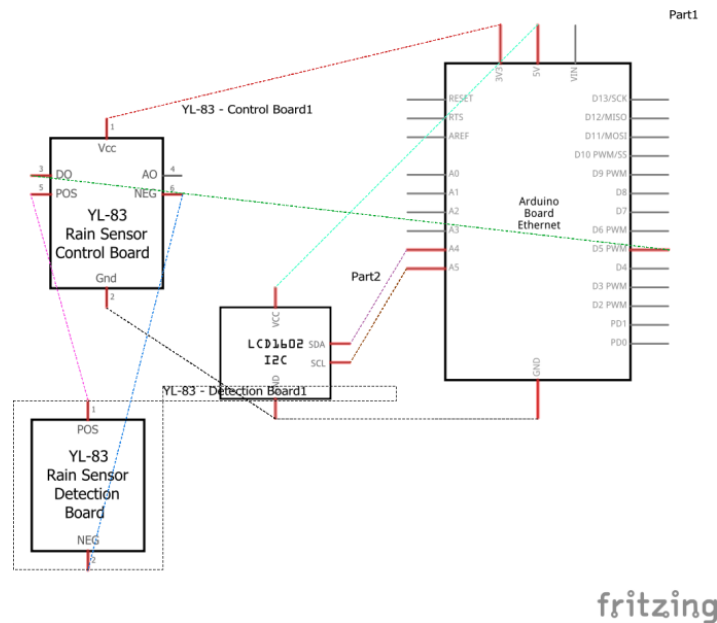 Part1
3V3
5V
VIN
YL-83 - Control Board1
1
Vcc
3
DO
AO
4
5
POS
NEG
6
YL-83
Rain Sensor
Control Board
Gnd
2
RESET
RTS
AREF
A0
A1
A2
A3
A4
A5
Arduino
Board
Ethernet
D13/SCK
D12/MISO
D11/MOSI
D10 PWM/SS
D9 PWM
D8
D7
D6 PWM
D5 PWM
D4
D3 PWM
D2 PWM
PD1
PD0
GND
Part2
VCC
LCD1602
I2C
SDA
SCL
GND
YL-83 - Detection Board1
1
POS
YL-83
Rain Sensor
Detection
Board
NEG
2
fritzing